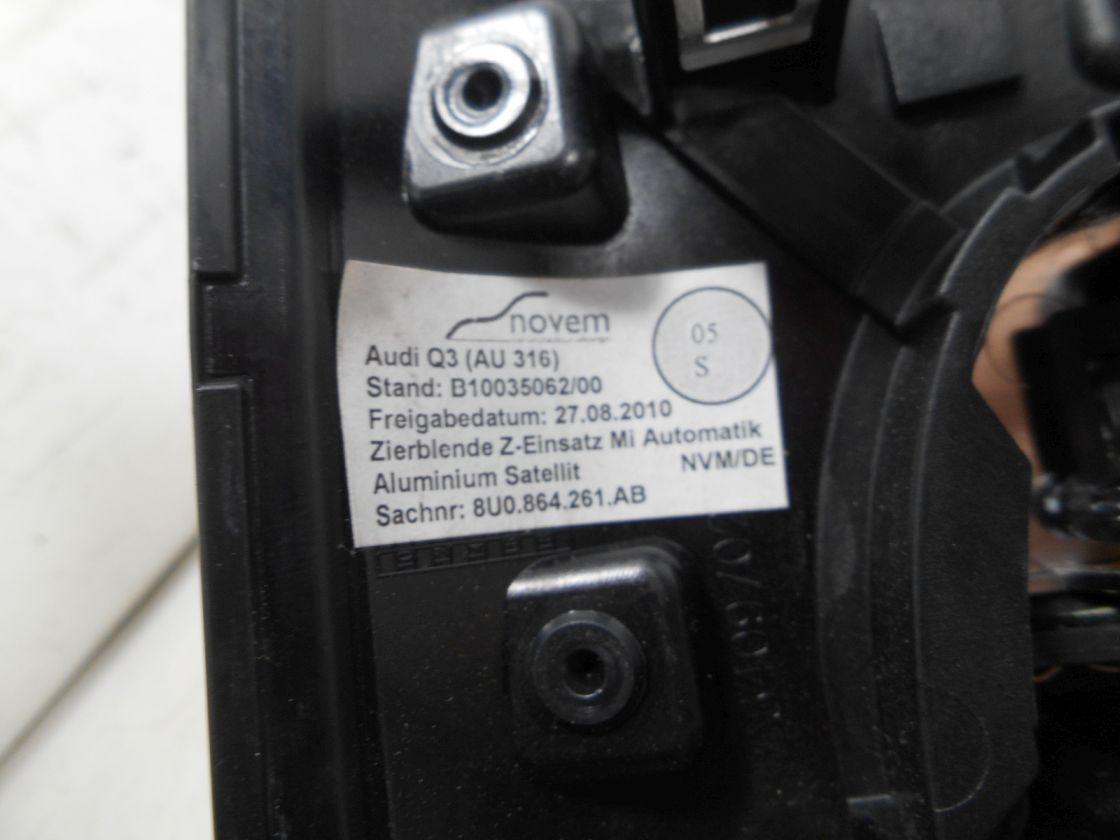 novem
05
S
Audi Q3 (AU 316)
Stand: B10035062/00
Freigabedatum: 27.08.2010
Zierblende Z-Einsatz Mi Automatik
Aluminium Satellit NVM/DE
Sachnr: 8U0.864.261.AB